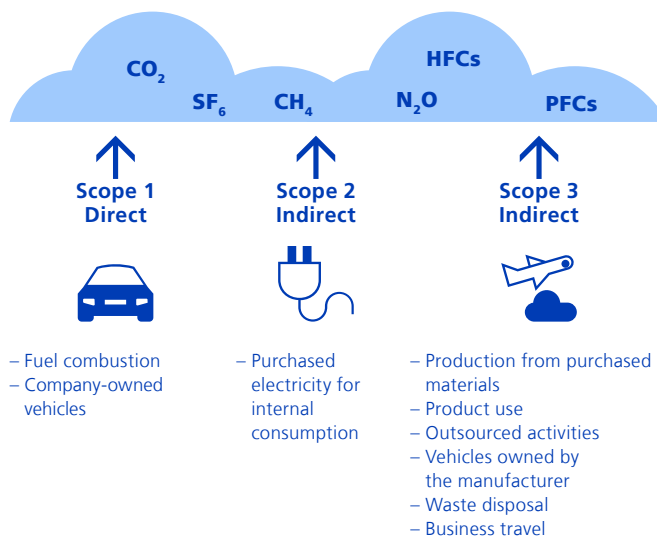 CO₂
HFCs
SF₆
CH₄
N₂O
PFCs
Scope 1
Direct
Scope 2
Indirect
Scope 3
Indirect
– Fuel combustion
– Company-owned
vehicles
– Purchased
electricity for
internal
consumption
– Production from purchased
materials
– Product use
– Outsourced activities
– Vehicles owned by
the manufacturer
– Waste disposal
– Business travel